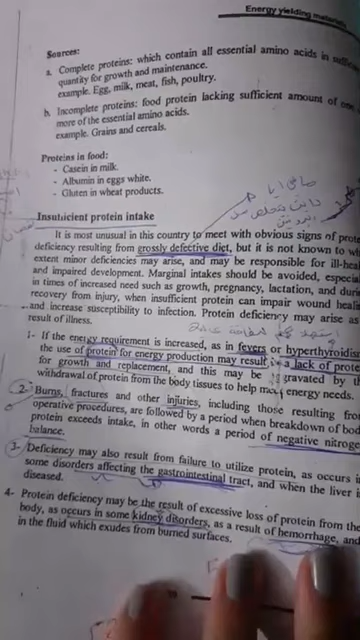 Energy yielding
Sources:
a. Complete proteins: which contain all essential amino acids in
quantity for growth and maintenance.
example. Egg, milk, meat, fish, poultry.
b. Incomplete proteins: food protein lacking sufficient amount of
more of the essential amino acids.
example. Grains and cereals.
Proteins in food:
- Casein in milk.
- Albumin in eggs white.
- Gluten in wheat products.
Insufficient protein intake
It is most unusual in this country to meet with obvious signs of
deficiency resulting from grossly defective diet, but it is not known to
extent minor deficiencies may arise, and may be responsible for ill-
and impaired development. Marginal intakes should be avoided,
in times of increased need such as growth, pregnancy, lactation, and
recovery from injury, when insufficient protein can impair wound
and increase susceptibility to infection. Protein deficiency may arise as
result of illness.
1- If the energy requirement is increased, as in fevers or
the use of protein for energy production may result in a lack of
for growth and replacement, and this may be by
withdrawal of protein from the body tissues to help energy needs.
2- Burns, fractures and other injuries, including those resulting
operative procedures, are followed by a period when breakdown of
protein exceeds intake, in other words a period of negative
balance.
3- Deficiency may also result from failure to utilize protein, as occurs
some disorders affecting the gastrointestinal tract, and when the liver
diseased.
4- Protein deficiency may be the result of excessive loss of protein from the
body, as occurs in some kidney disorders, as a result of hemorrhage, and
in the fluid which exudes from burned surfaces.